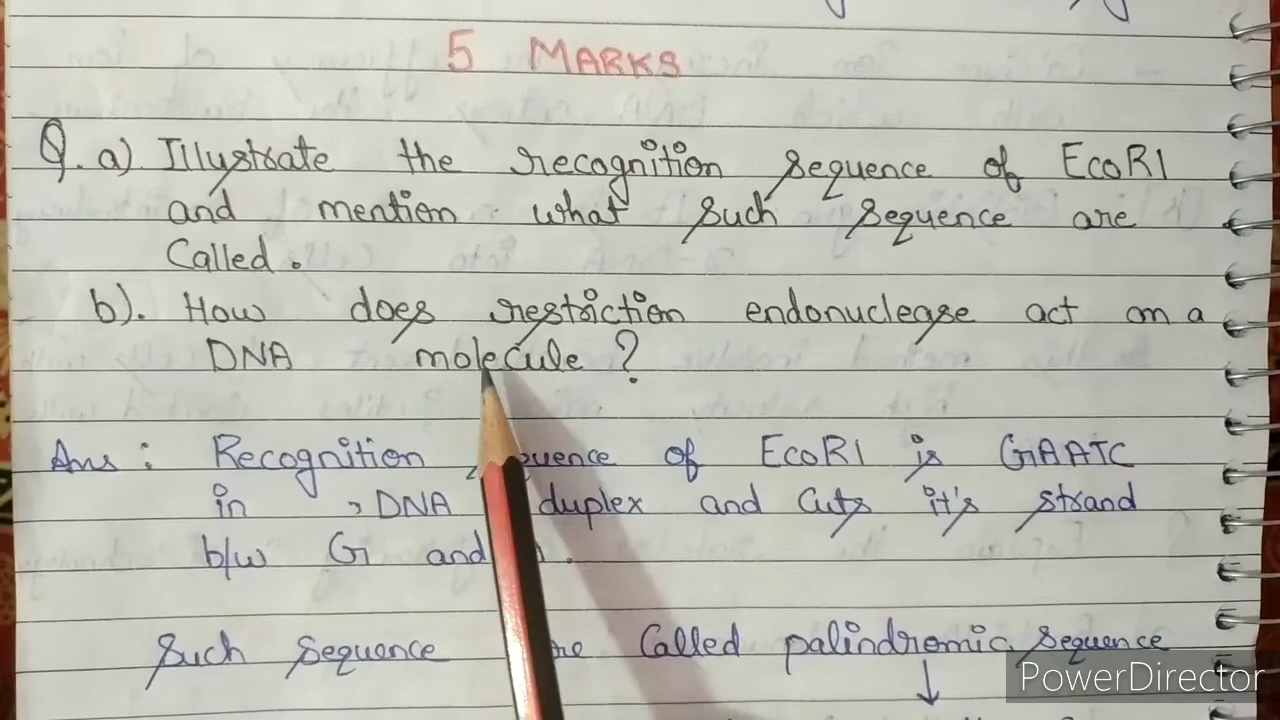 5 MARKS
Q. a) Illustrate the recognition sequence of EcoR1
and mention what such sequence are
Called.
b). How does restriction endonuclease act on a
DNA molecule ?
Ans : Recognition of EcoR1 is GAATC
in DNA duplex and Cuts it's strand
b/w G and
Such sequence Called palindromic sequence
PowerDirector